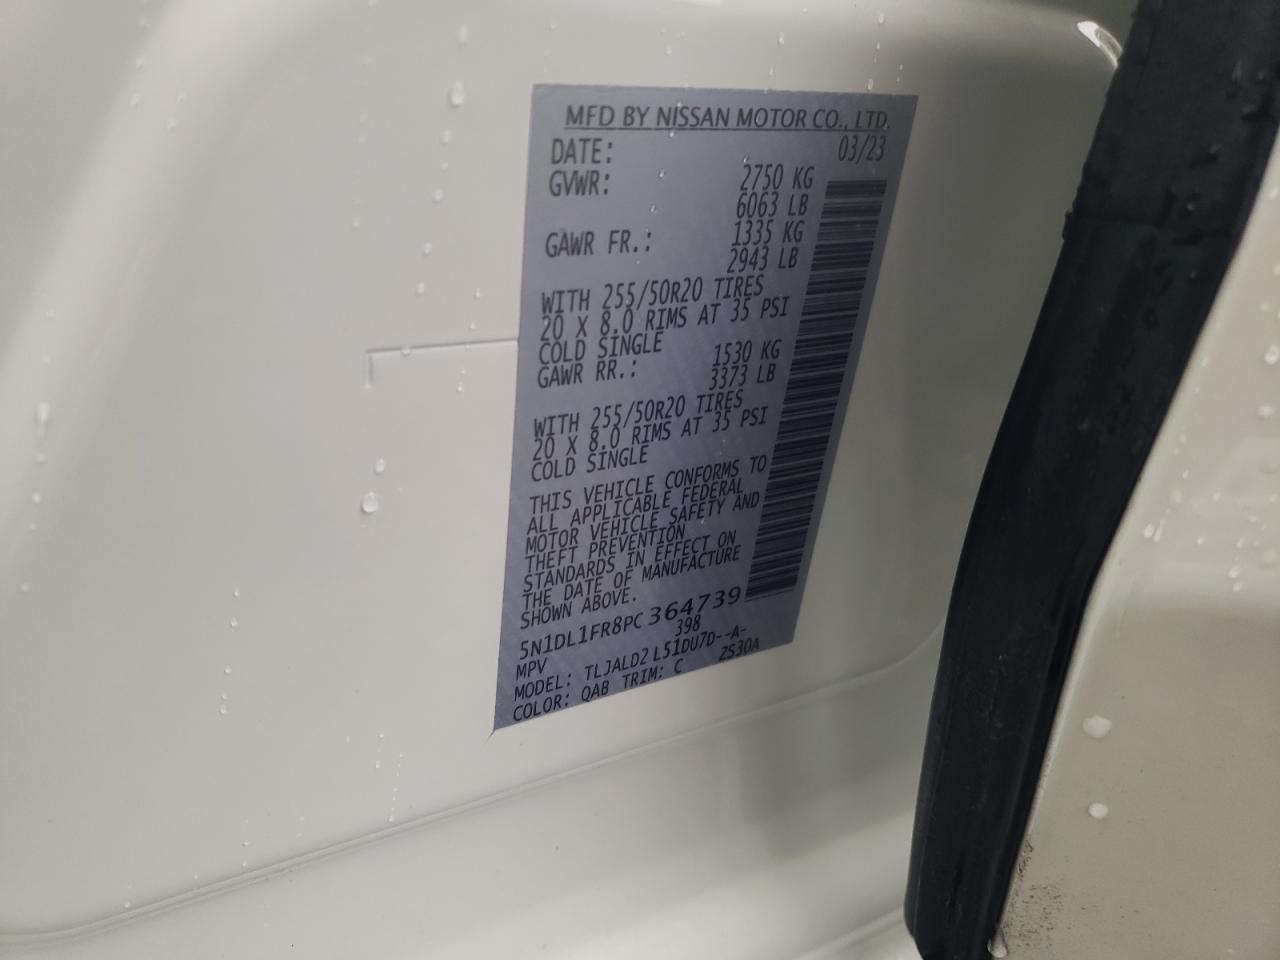 MFD BY NISSAN MOTOR CO., LTD.
DATE: 03/23
GVWR: 2750 KG
6063 LB
GAWR FR.: 1335 KG
2943 LB
WITH 255/50R20 TIRES
20 X 8.0 RIMS AT 35 PSI
COLD SINGLE
GAWR RR.: 1530 KG
3373 LB
WITH 255/50R20 TIRES
20 X 8.0 RIMS AT 35 PSI
COLD SINGLE
THIS VEHICLE CONFORMS TO
ALL APPLICABLE FEDERAL
MOTOR VEHICLE SAFETY AND
THEFT PREVENTION
STANDARDS IN EFFECT ON
THE DATE OF MANUFACTURE
SHOWN ABOVE.
5N1DL1FR8PC364739
MPV 398
MODEL: TLJALD2 L51DU7D--A-
COLOR: QAB TRIM: C ZS30A